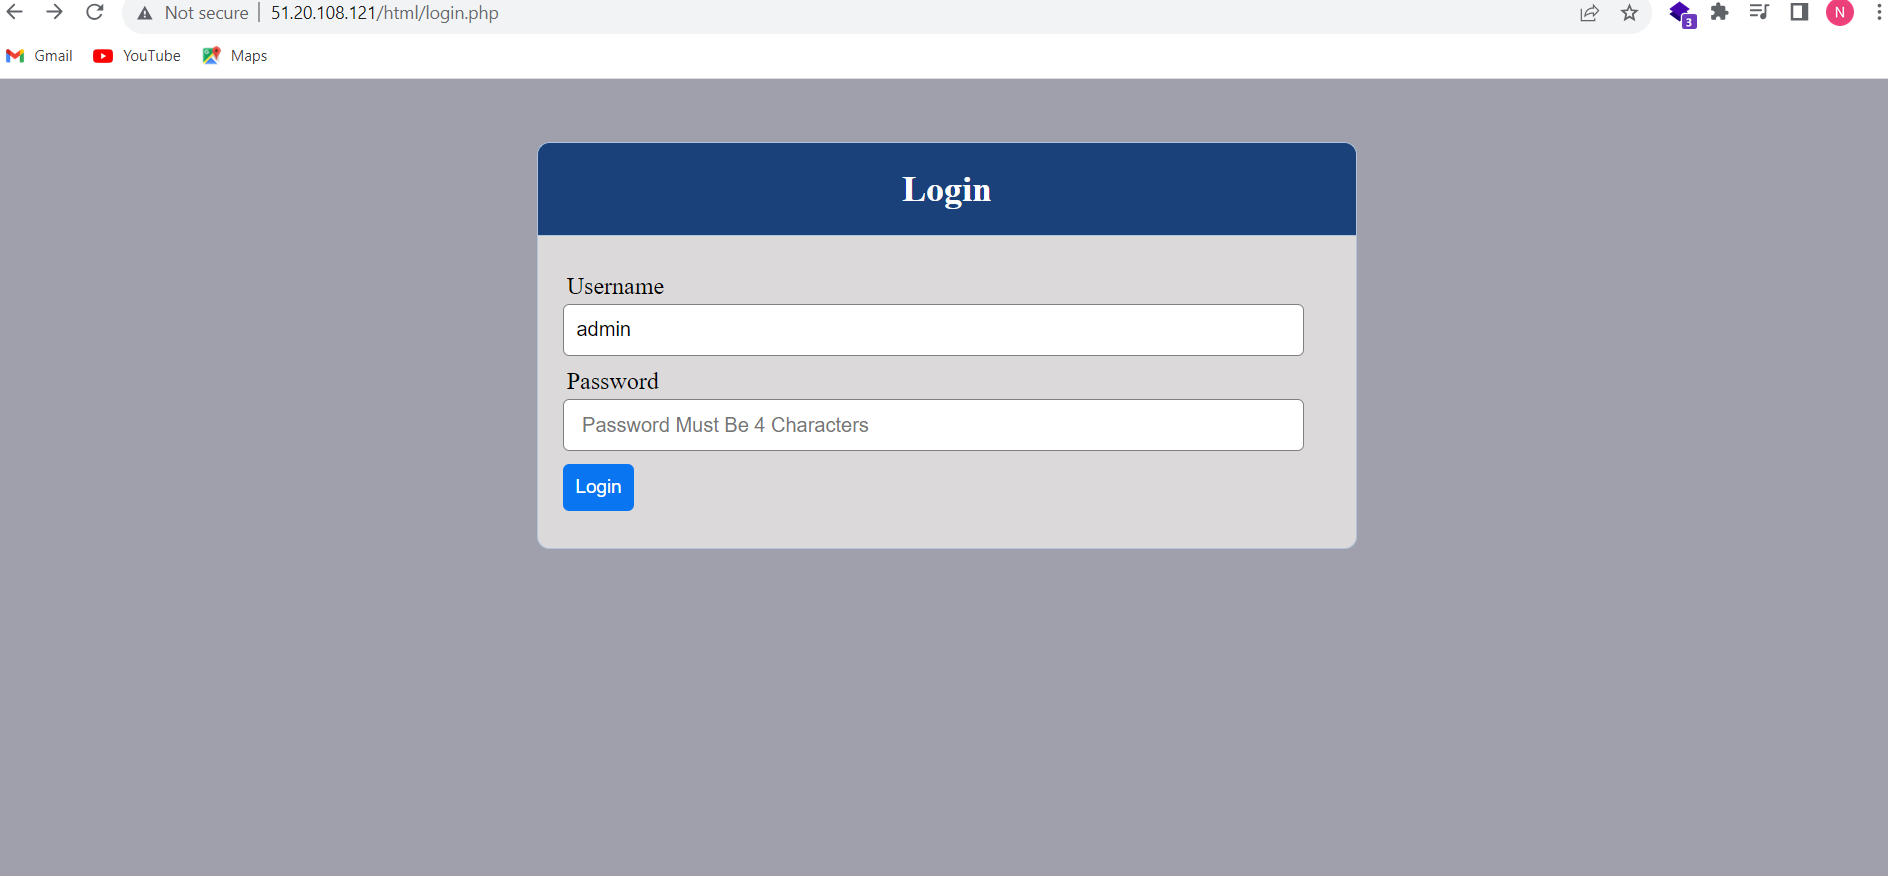 Not secure | 51.20.108.121/html/login.php
3
N
Gmail YouTube Maps
Login
Username
admin
Password
Password Must Be 4 Characters
Login